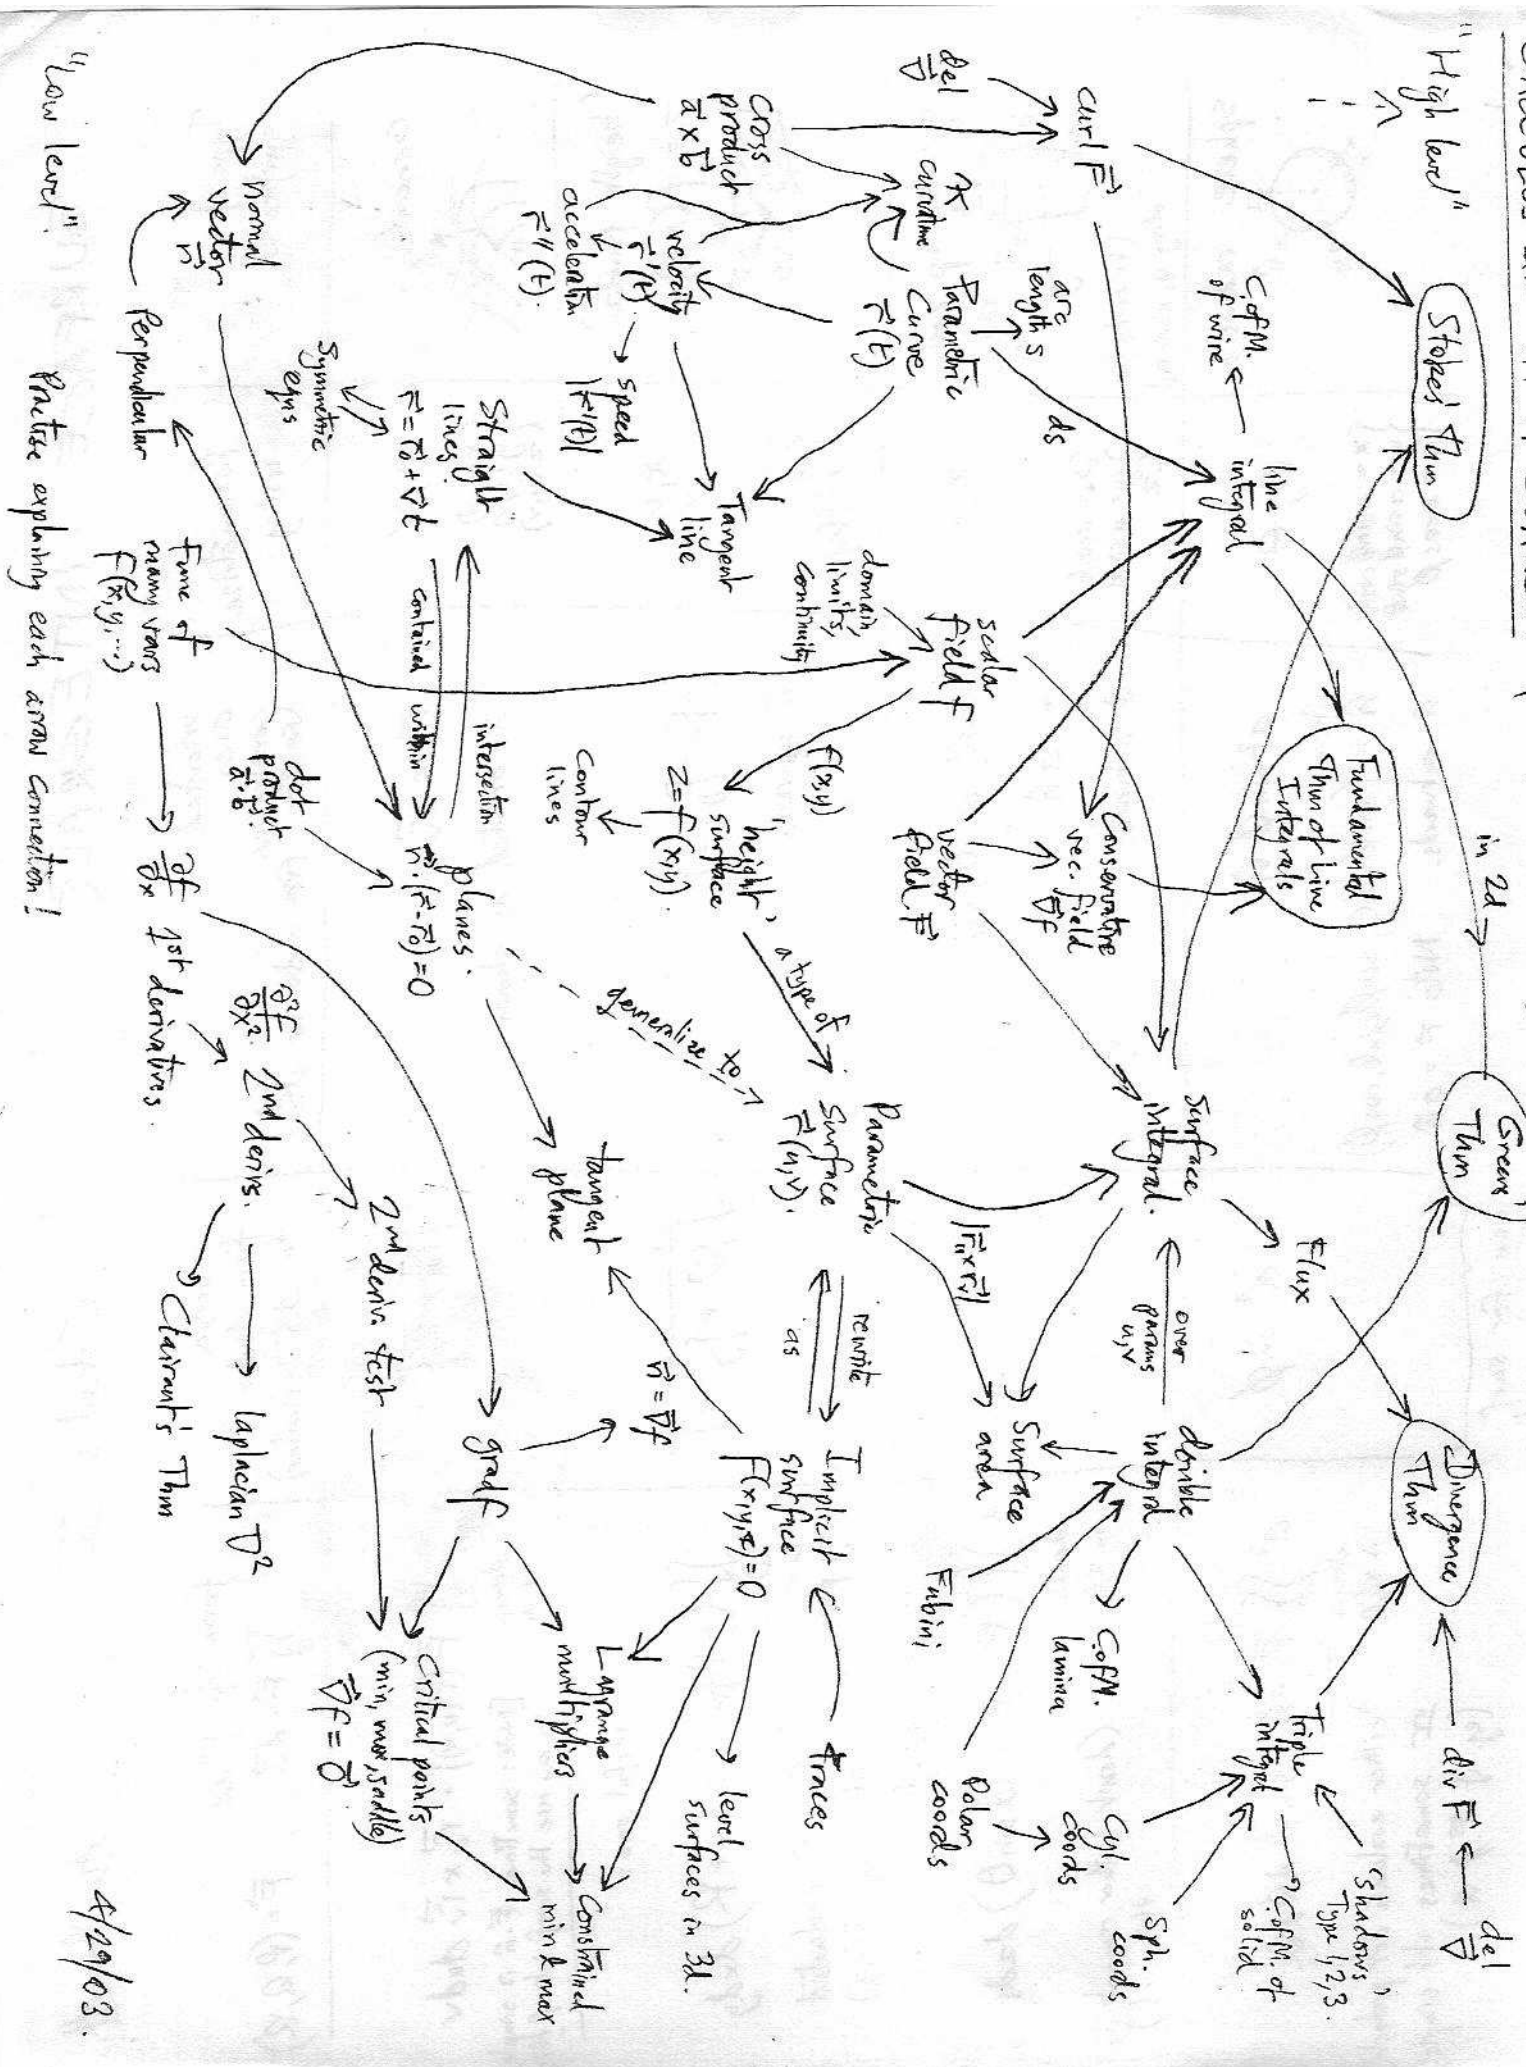 "High level"
"Low level".
Stokes' Thm
in 2d
Greens'
Thm
Divergence
Thm
div F
del
∇
Fundamental
Thm of Line
Integrals
line
integral
C.ofM.
of wire
ds
curl F
del
∇
Flux
Surface
integral.
over
params
u,v
double
integral
Triple
integral
"shadows"
Type 1,2,3.
C.ofM. of
solid
Conservative
vec. field
∇f
vector
field F
scalar
field f
domain,
limits,
continuity
arc
length s
Parametric
Curve
r(t)
κ
cross
product
a x b
velocity
r'(t)
acceleration
r''(t).
speed
|r'(t)|
Tangent
line
Straight
lines
r = r₀ + v t
Symmetric
eqns
contained within
intersection
planes.
n·(r-r₀)=0
f(x,y)
"height"
surface
z=f(x,y).
Contour
lines
a type of
generalize to
Parametric
Surface
r(u,v).
|rᵤ x rᵥ|
Surface
area
C.ofM.
lamina
Fubini
Polar
coords
Cyl.
coords
Sph.
coords
rewrite
as
Implicit
surface
f(x,y,z)=0
traces
level
surfaces in 3d.
tangent
plane
n = ∇f
grad f
Lagrange
multipliers
Constrained
min & max
Critical points
(min, max, saddle)
∇f = 0
normal
vector
n
Perpendicular
dot
product
a·b
Func of
many vars
f(x,y,...)
∂f/∂x 1st derivatives.
∂²f/∂x². 2nd derivs.
2nd deriv. test
laplacian ∇²
Clairaut's Thm
Practise explaining each arrow connection!
4/29/03.